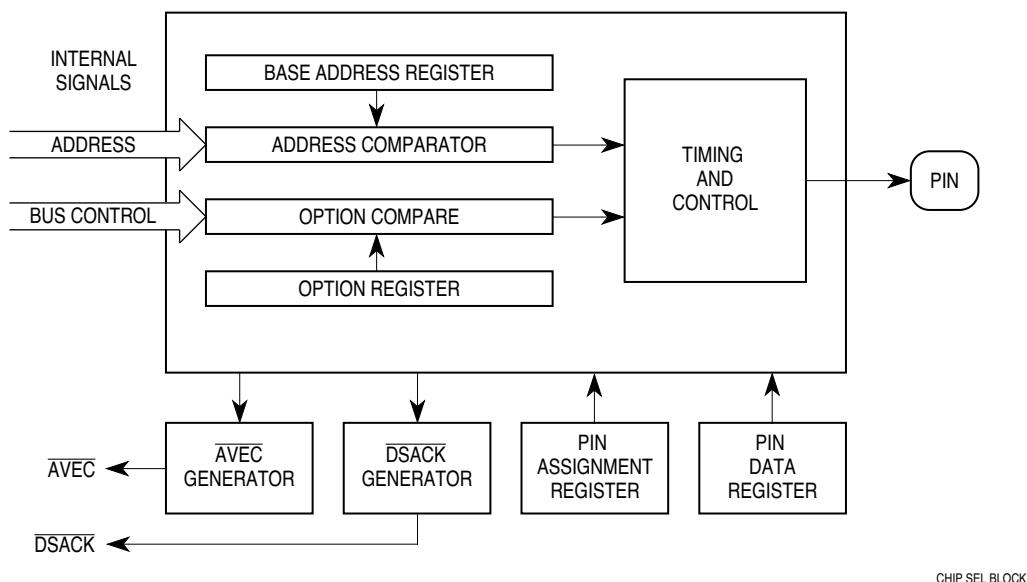 INTERNAL
SIGNALS
BASE ADDRESS REGISTER
ADDRESS
ADDRESS COMPARATOR
TIMING
AND
CONTROL
PIN
BUS CONTROL
OPTION COMPARE
OPTION REGISTER
AVEC
GENERATOR
DSACK
GENERATOR
PIN
ASSIGNMENT
REGISTER
PIN
DATA
REGISTER
AVEC
DSACK
CHIP SEL BLOCK